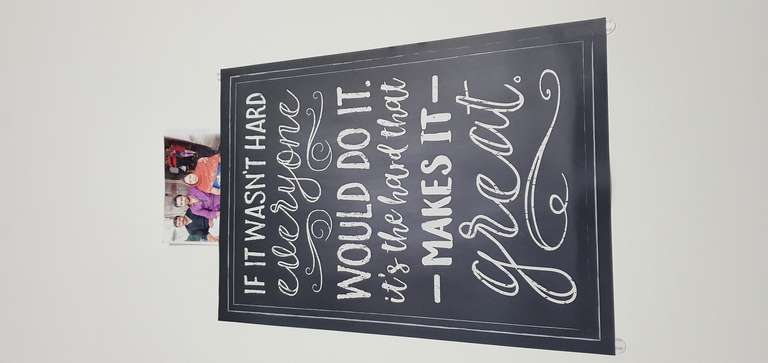 IF IT WASN'T HARD
everyone
WOULD DO IT.
it's the hard that
— MAKES IT —
great.